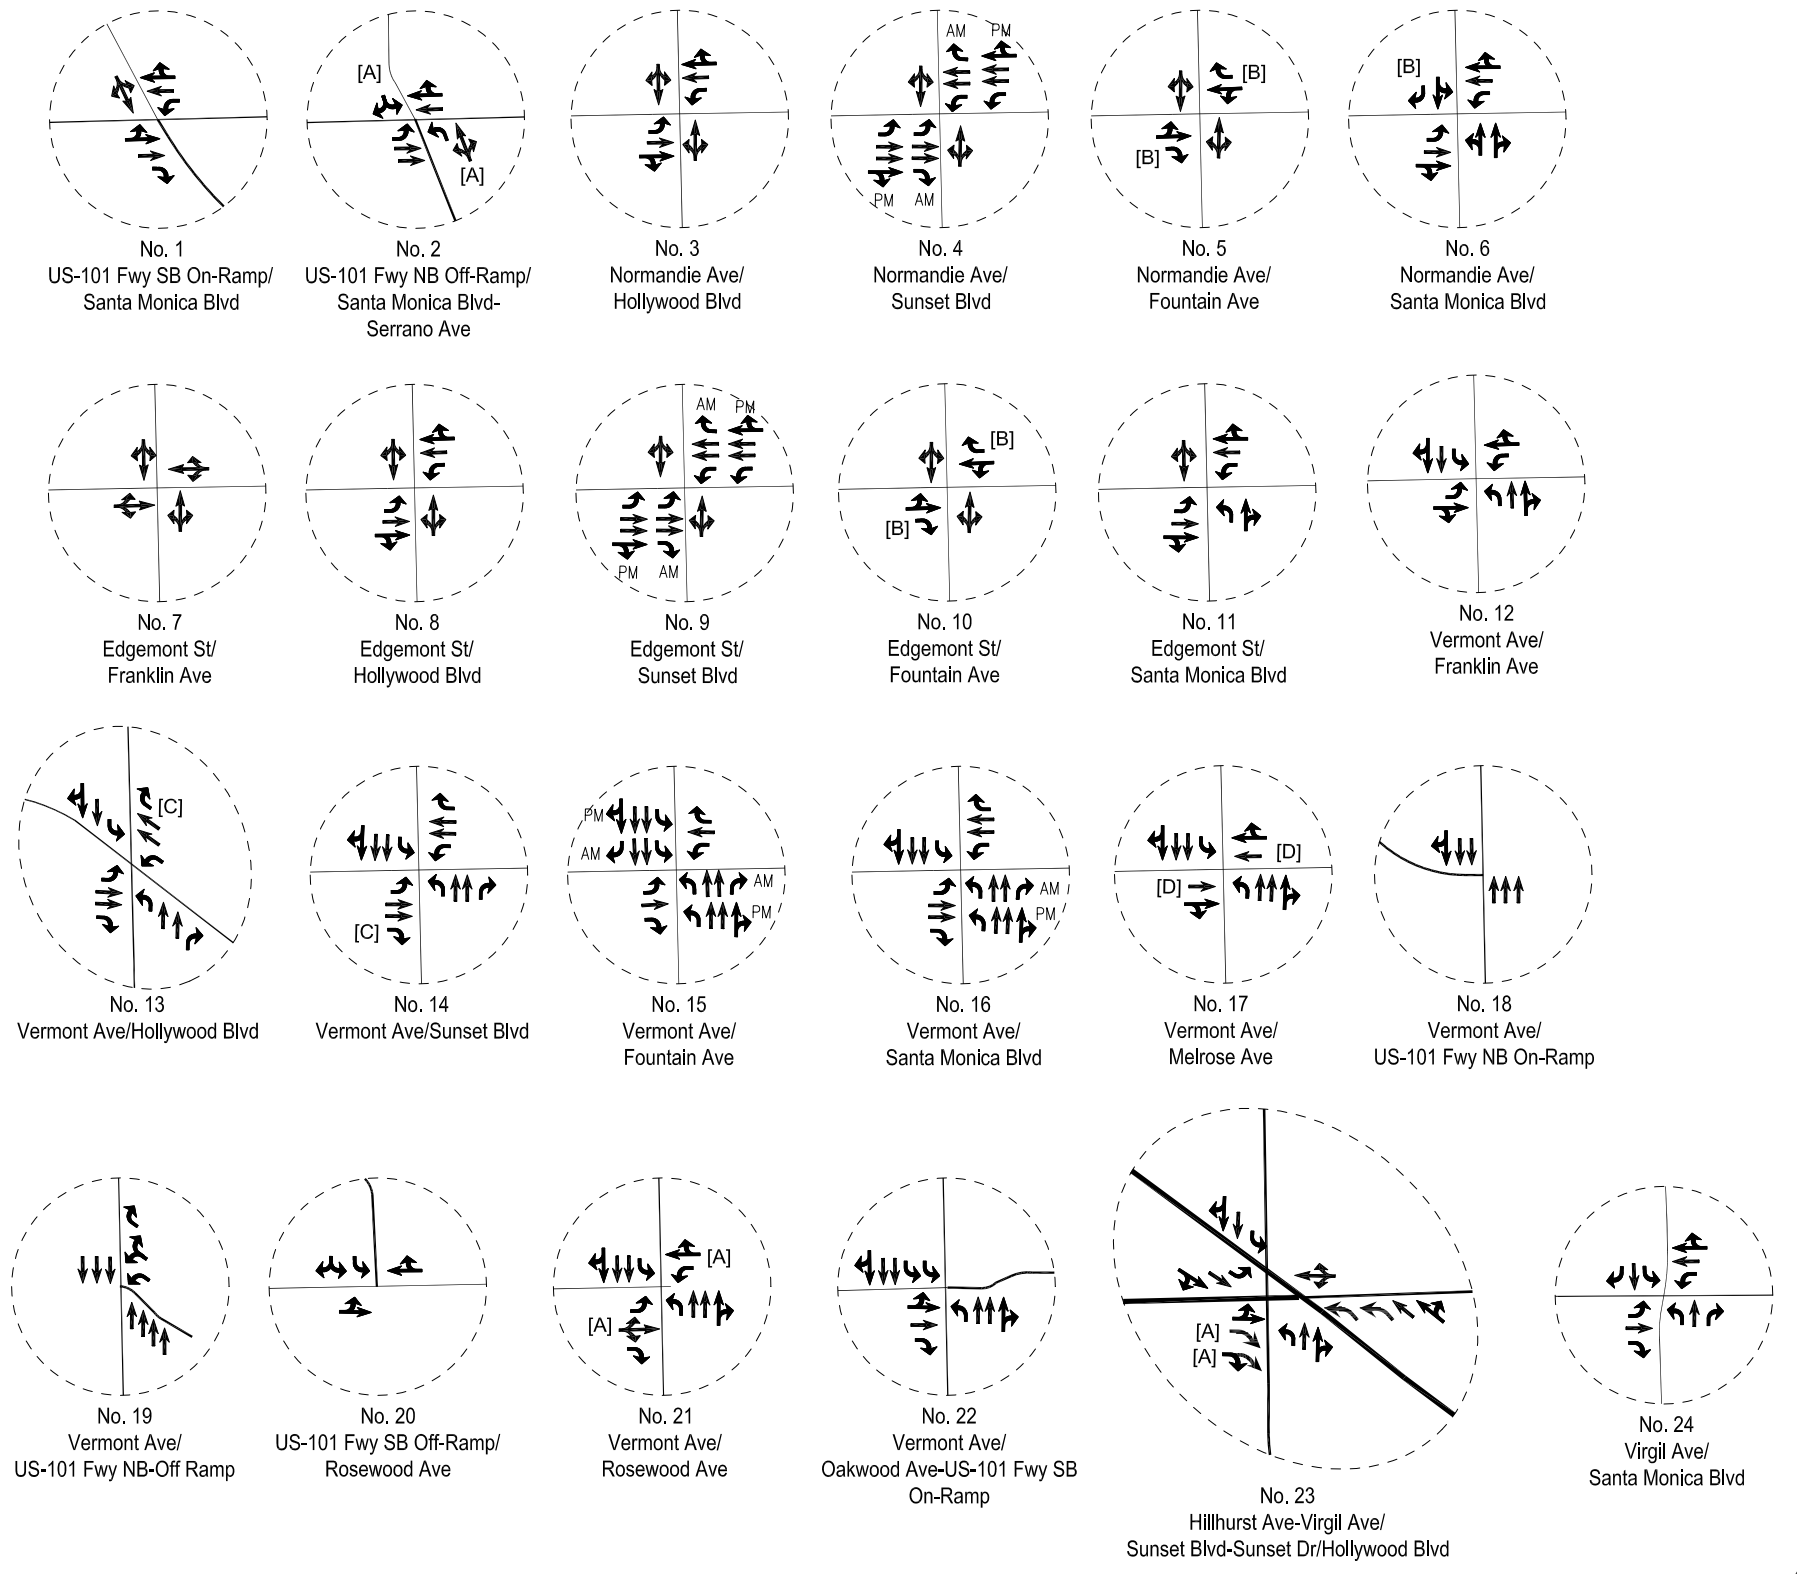 AM PM
[A] [B] [B]
[B]
[A]
PM AM
No. 1
US-101 Fwy SB On-Ramp/
Santa Monica Blvd
No. 2
US-101 Fwy NB Off-Ramp/
Santa Monica Blvd-
Serrano Ave
No. 3
Normandie Ave/
Hollywood Blvd
No. 4
Normandie Ave/
Sunset Blvd
No. 5
Normandie Ave/
Fountain Ave
No. 6
Normandie Ave/
Santa Monica Blvd
AM PM
[B]
[B]
PM AM
No. 7
Edgemont St/
Franklin Ave
No. 8
Edgemont St/
Hollywood Blvd
No. 9
Edgemont St/
Sunset Blvd
No. 10
Edgemont St/
Fountain Ave
No. 11
Edgemont St/
Santa Monica Blvd
No. 12
Vermont Ave/
Franklin Ave
[C]
[C]
PM
AM
AM
PM
AM
PM
[D]
[D]
No. 13
Vermont Ave/Hollywood Blvd
No. 14
Vermont Ave/Sunset Blvd
No. 15
Vermont Ave/
Fountain Ave
No. 16
Vermont Ave/
Santa Monica Blvd
No. 17
Vermont Ave/
Melrose Ave
No. 18
Vermont Ave/
US-101 Fwy NB On-Ramp
[A]
[A]
[A]
[A]
No. 19
Vermont Ave/
US-101 Fwy NB-Off Ramp
No. 20
US-101 Fwy SB Off-Ramp/
Rosewood Ave
No. 21
Vermont Ave/
Rosewood Ave
No. 22
Vermont Ave/
Oakwood Ave-US-101 Fwy SB
On-Ramp
No. 23
Hillhurst Ave-Virgil Ave/
Sunset Blvd-Sunset Dr/Hollywood Blvd
No. 24
Virgil Ave/
Santa Monica Blvd